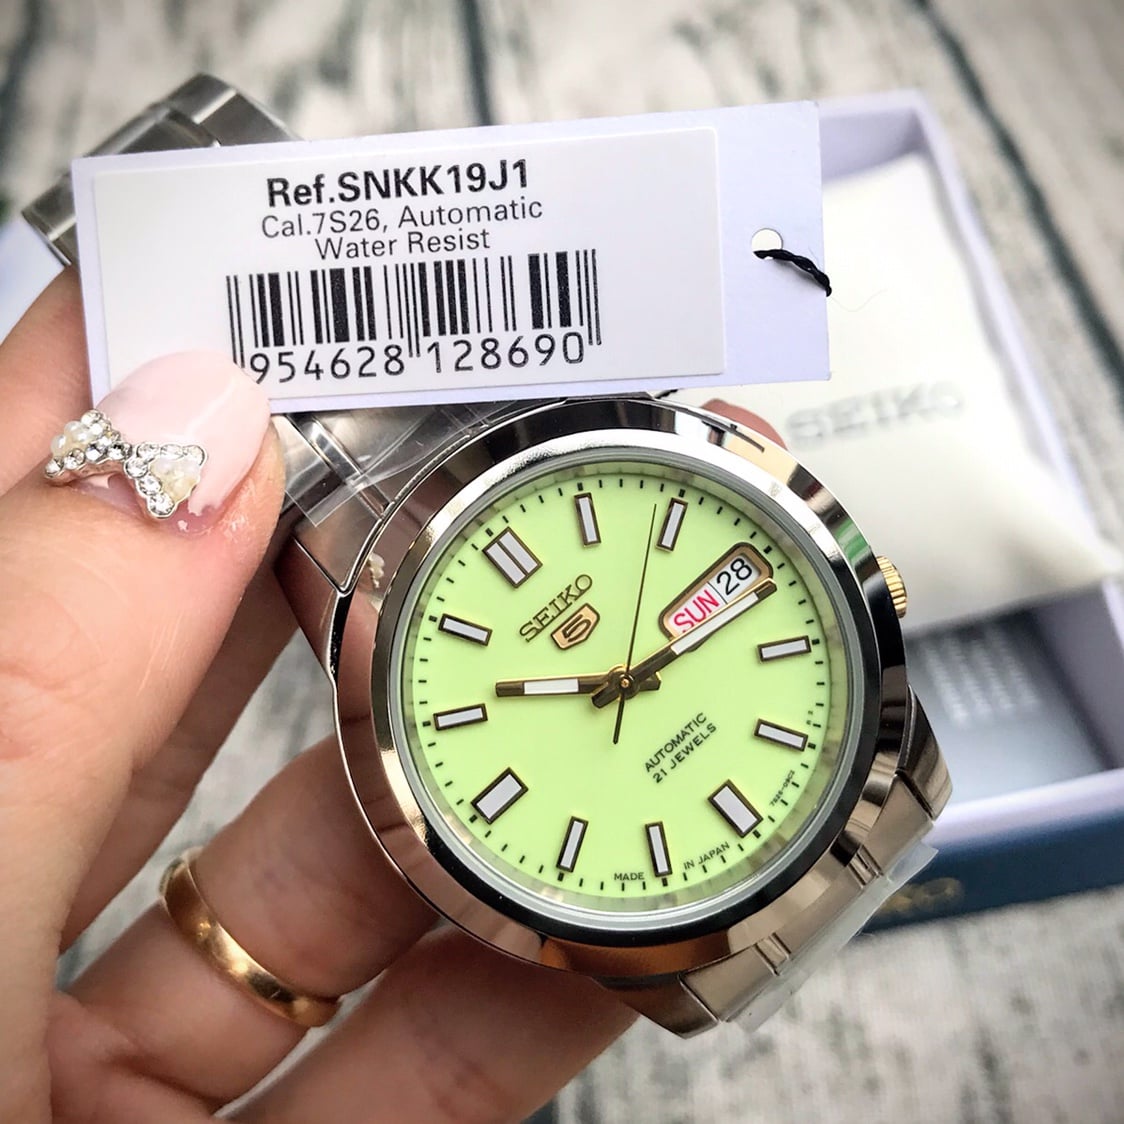 Ref.SNKK19J1
Cal.7S26, Automatic
Water Resist
954628 128690
SEIKO
SEIKO
5
SUN 28
AUTOMATIC
21 JEWELS
MADE IN JAPAN